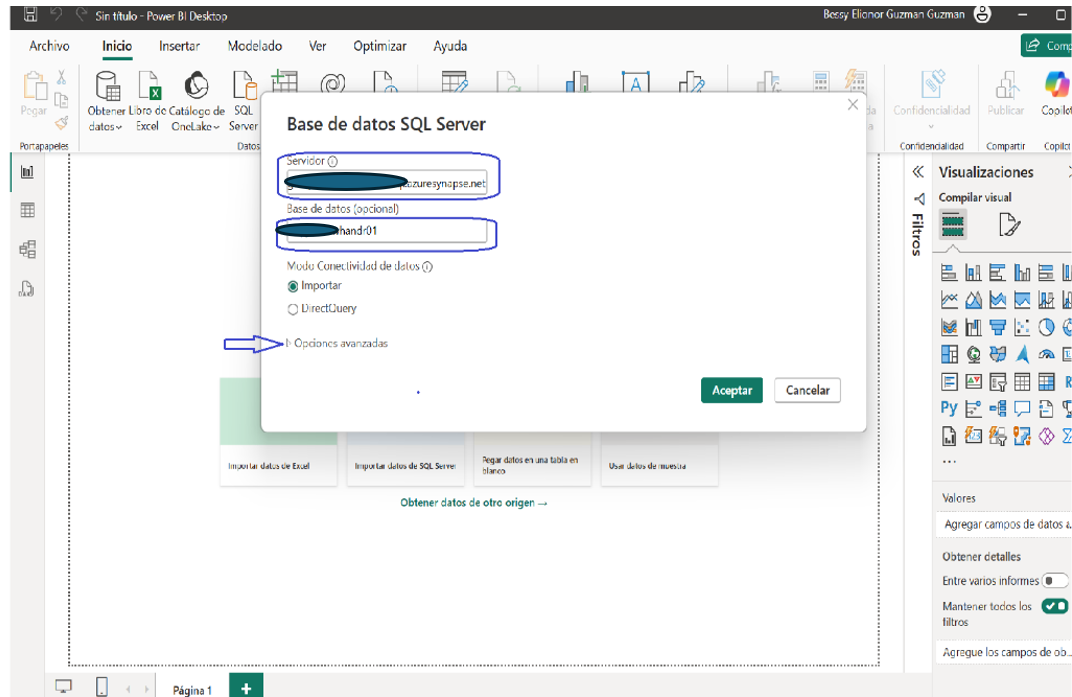 Sin título - Power BI Desktop
Bessy Elionor Guzman Guzman
Archivo Inicio Insertar Modelado Ver Optimizar Ayuda
Pegar
Obtener datos
Libro de Excel
Catálogo de OneLake
SQL Server
Confidencialidad
Publicar
Portapapeles
Datos
Confidencialidad
Compartir
Base de datos SQL Server
Servidor
azuresynapse.net
Base de datos (opcional)
handr01
Modo Conectividad de datos
Importar
DirectQuery
Opciones avanzadas
Aceptar
Cancelar
Importar datos de Excel
Importar datos de SQL Server
Pegar datos en una tabla en
blanco
Usar datos de muestra
Obtener datos de otro origen →
Filtros
Visualizaciones
Compilar visual
Py
...
Valores
Agregar campos de datos a...
Obtener detalles
Entre varios informes
Mantener todos los
filtros
Agregue los campos de ob...
Página 1